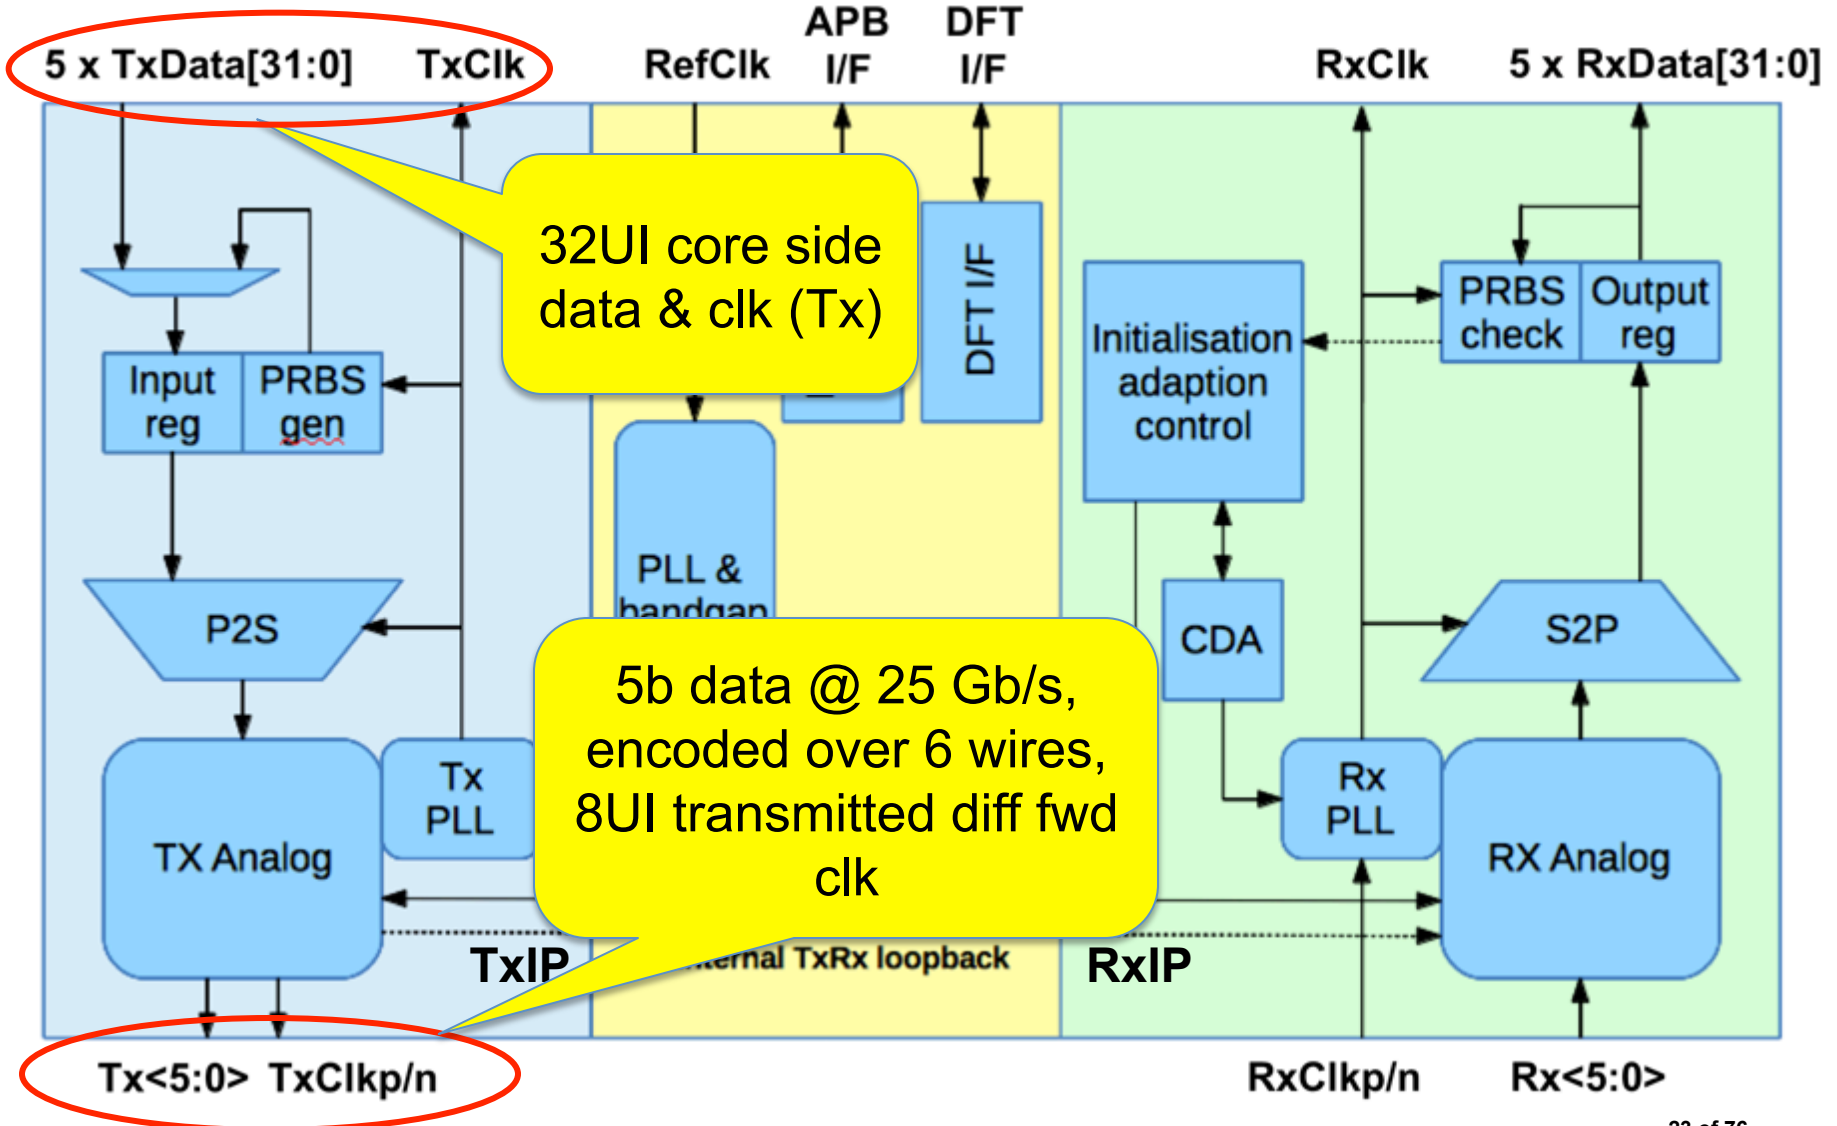 APB DFT
5 x TxData[31:0] TxClk RefClk I/F I/F RxClk 5 x RxData[31:0]
32UI core side
data & clk (Tx)
DFT I/F
Input
reg
PRBS
gen
Initialisation
adaption
control
PRBS
check
Output
reg
PLL &
bandgap
P2S
CDA
S2P
5b data @ 25 Gb/s,
encoded over 6 wires,
8UI transmitted diff fwd
clk
TX Analog
Tx
PLL
Rx
PLL
RX Analog
TxIP
TxRx loopback
RxIP
Tx<5:0> TxClkp/n RxClkp/n Rx<5:0>